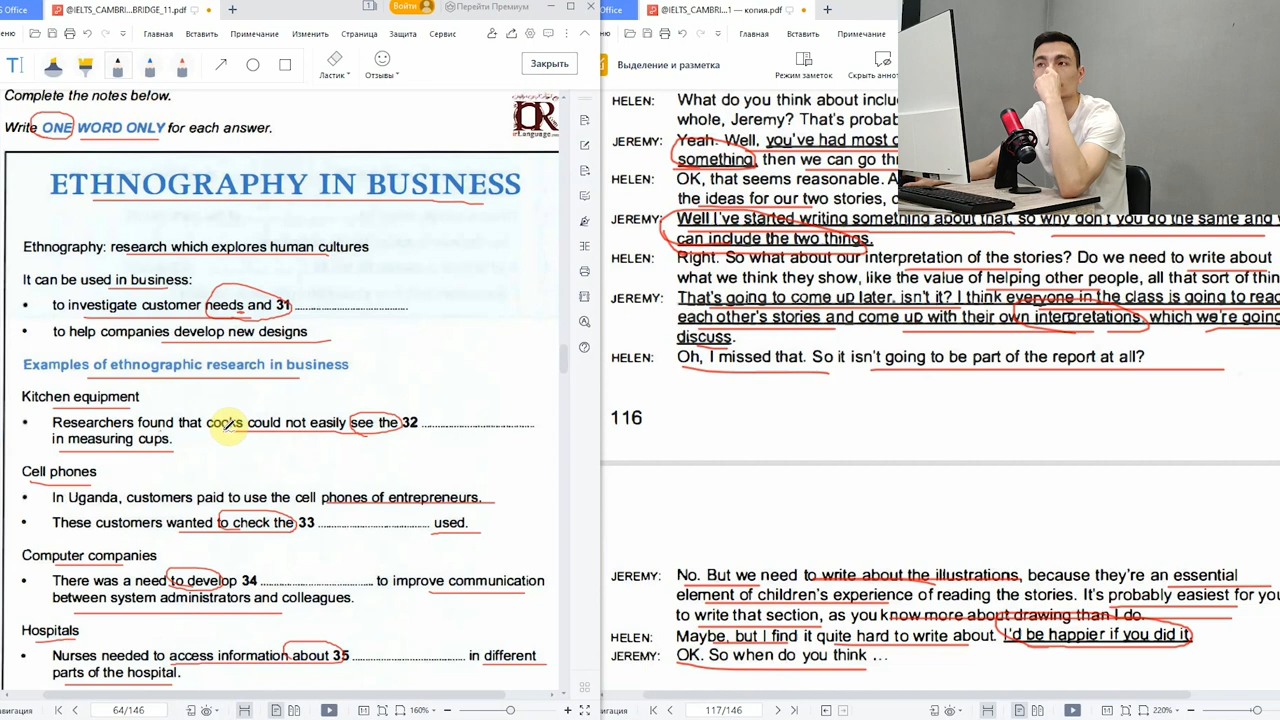 @IELTS_CAMBRI...BRIDGE_11.pdf
Войти
Перейти Премиум
Office
@IELTS_CAMBRI...1 — копия.pdf
Главная
Вставить
Примечание
Изменить
Страница
Защита
Сервис
Главная
Вставить
Примечание
Ластик
Отзывы
Закрыть
Выделение и разметка
Режим заметок
Скрыть аннот
Complete the notes below.
Write ONE WORD ONLY for each answer.
ETHNOGRAPHY IN BUSINESS
Ethnography: research which explores human cultures
It can be used in business:
• to investigate customer needs and 31 ........................................
• to help companies develop new designs
Examples of ethnographic research in business
Kitchen equipment
• Researchers found that cooks could not easily see the 32 ........................................
in measuring cups.
Cell phones
• In Uganda, customers paid to use the cell phones of entrepreneurs.
• These customers wanted to check the 33 ........................................ used.
Computer companies
• There was a need to develop 34 ........................................ to improve communication
between system administrators and colleagues.
Hospitals
• Nurses needed to access information about 35 ........................................ in different
parts of the hospital.
64/146
160%
HELEN: What do you think about inclu
whole, Jeremy? That's probab
JEREMY: Yeah. Well, you've had most o
something, then we can go thr
HELEN: OK, that seems reasonable. A
the ideas for our two stories,
JEREMY: Well I've started writing something about that, so why don't you do the same and
can include the two things.
HELEN: Right. So what about our interpretation of the stories? Do we need to write about
what we think they show, like the value of helping other people, all that sort of thin
JEREMY: That's going to come up later, isn't it? I think everyone in the class is going to read
each other's stories and come up with their own interpretations, which we're going
discuss.
HELEN: Oh, I missed that. So it isn't going to be part of the report at all?
116
JEREMY: No. But we need to write about the illustrations, because they're an essential
element of children's experience of reading the stories. It's probably easiest for you
to write that section, as you know more about drawing than I do.
HELEN: Maybe, but I find it quite hard to write about. I'd be happier if you did it.
JEREMY: OK. So when do you think ...
117/146
220%